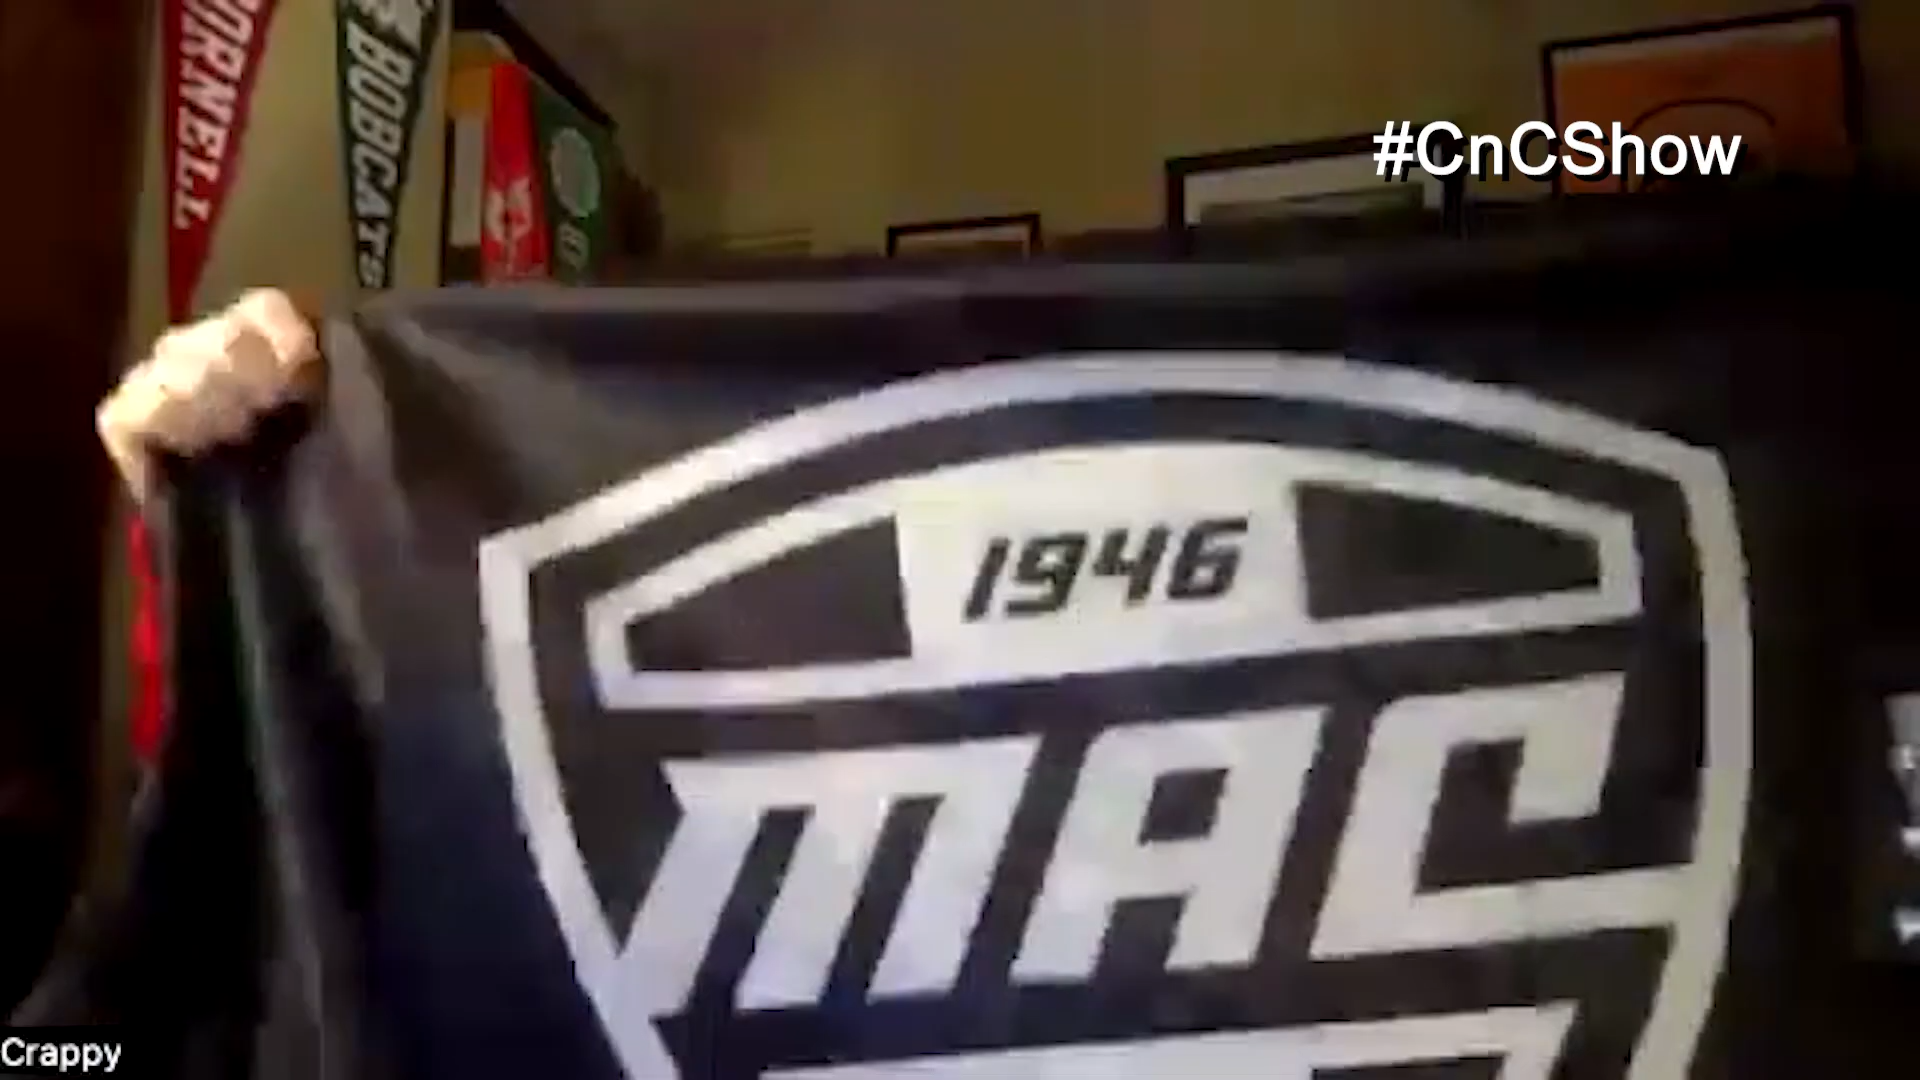 CORNELL
BOBCATS
#CnCShow
1946
MAC
Crappy